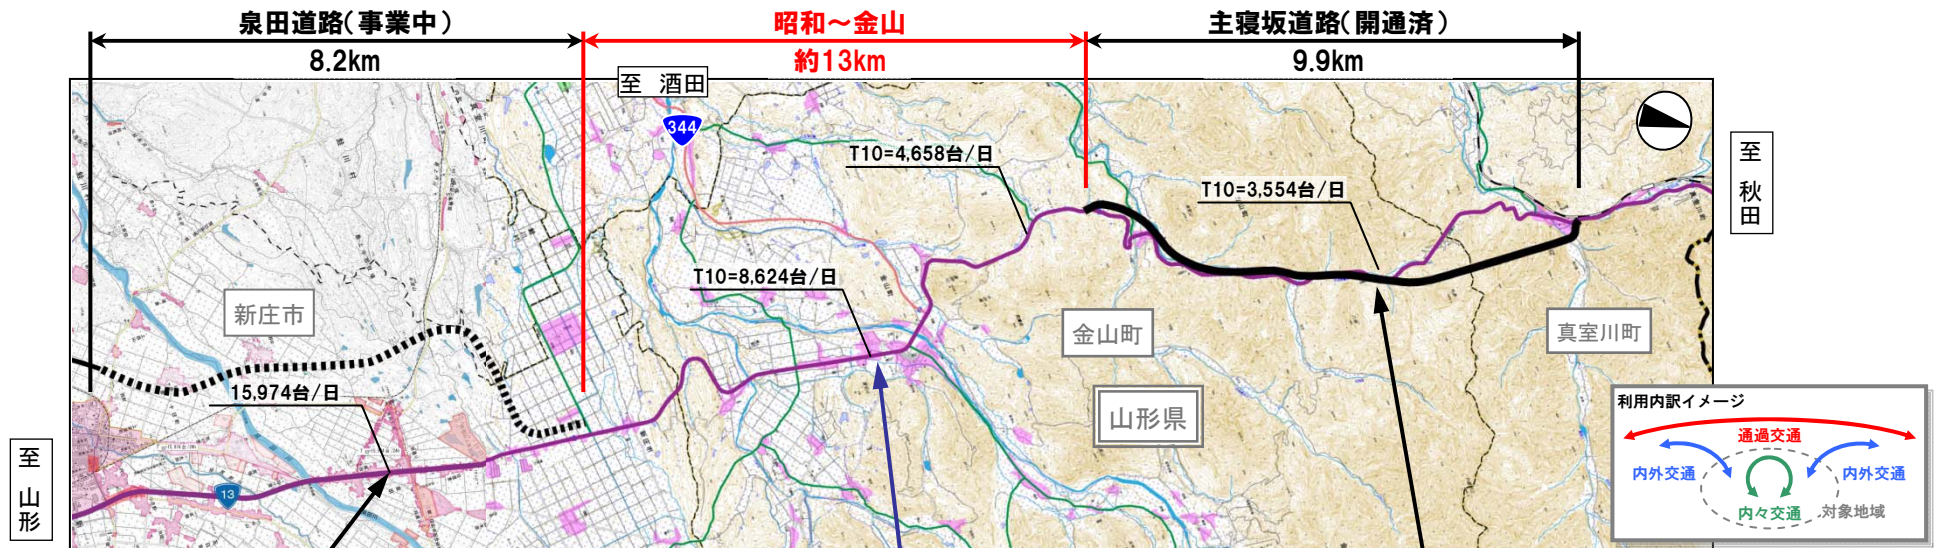 泉田道路（事業中）
昭和～金山
主寝坂道路（開通済）
8.2km
約13km
9.9km
至 酒田
344
T10=4,658台/日
T10=3,554台/日
至 秋田
T10=8,624台/日
新庄市
金山町
真室川町
15,974台/日
山形県
至 山形
13
利用内訳イメージ
通過交通
内外交通
内外交通
内々交通
対象地域